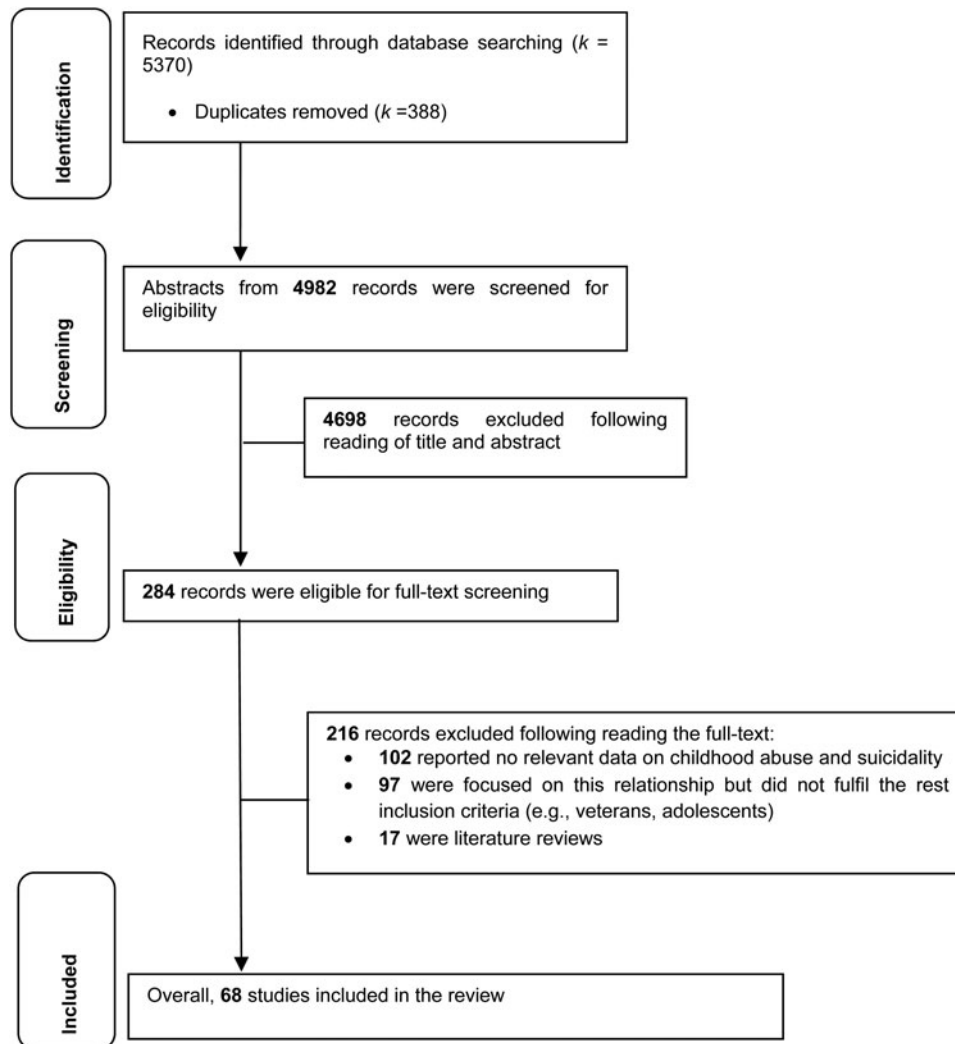 Identification
Records identified through database searching (k =
5370)
• Duplicates removed (k =388)
Screening
Abstracts from 4982 records were screened for
eligibility
4698 records excluded following
reading of title and abstract
Eligibility
284 records were eligible for full-text screening
216 records excluded following reading the full-text:
• 102 reported no relevant data on childhood abuse and suicidality
• 97 were focused on this relationship but did not fulfil the rest
inclusion criteria (e.g., veterans, adolescents)
• 17 were literature reviews
Included
Overall, 68 studies included in the review